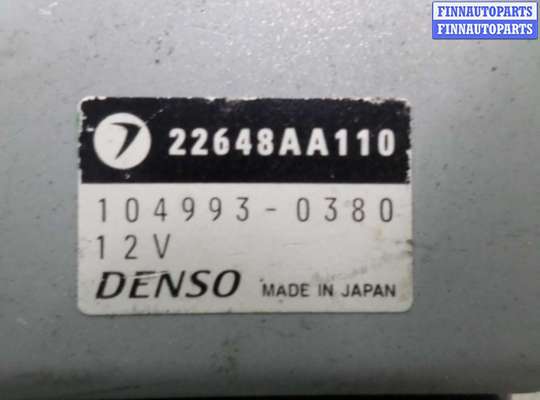 FINNAUTOPARTS
FINNAUTOPARTS
22648AA110
104993-0380
12V
DENSO MADE IN JAPAN